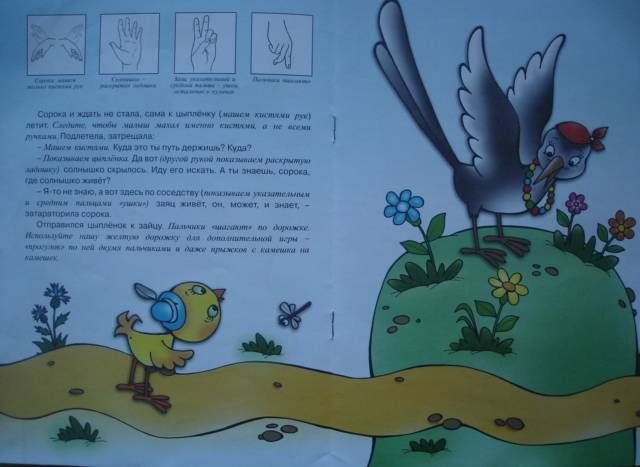 Сорока машет
только кистями рук
Солнышко –
раскрытая ладошка
Заяц указательный и
средний пальцы – ушки,
остальные в кулачке
Пальчики шагают
Сорока и ждать не стала, сама к цыплёнку (машем кистями рук)
летит. Следите, чтобы малыш махал именно кистями, а не всеми
ручками. Подлетела, затрещала:
– Машем кистями. Куда это ты путь держишь? Куда?
– Показываем цыплёнка. Да вот (другой рукой показываем раскрытую
ладошку) солнышко скрылось. Иду его искать. А ты знаешь, сорока,
где солнышко живёт?
– Я-то не знаю, а вот здесь по соседству (показываем указательным
и средним пальцами «ушки») заяц живёт, он, может, и знает, –
затараторила сорока.
Отправился цыплёнок к зайцу. Пальчики «шагают» по дорожке.
Используйте нашу желтую дорожку для дополнительной игры –
«прогулки» по ней двумя пальчиками и даже прыжков с камешка на
камешек.